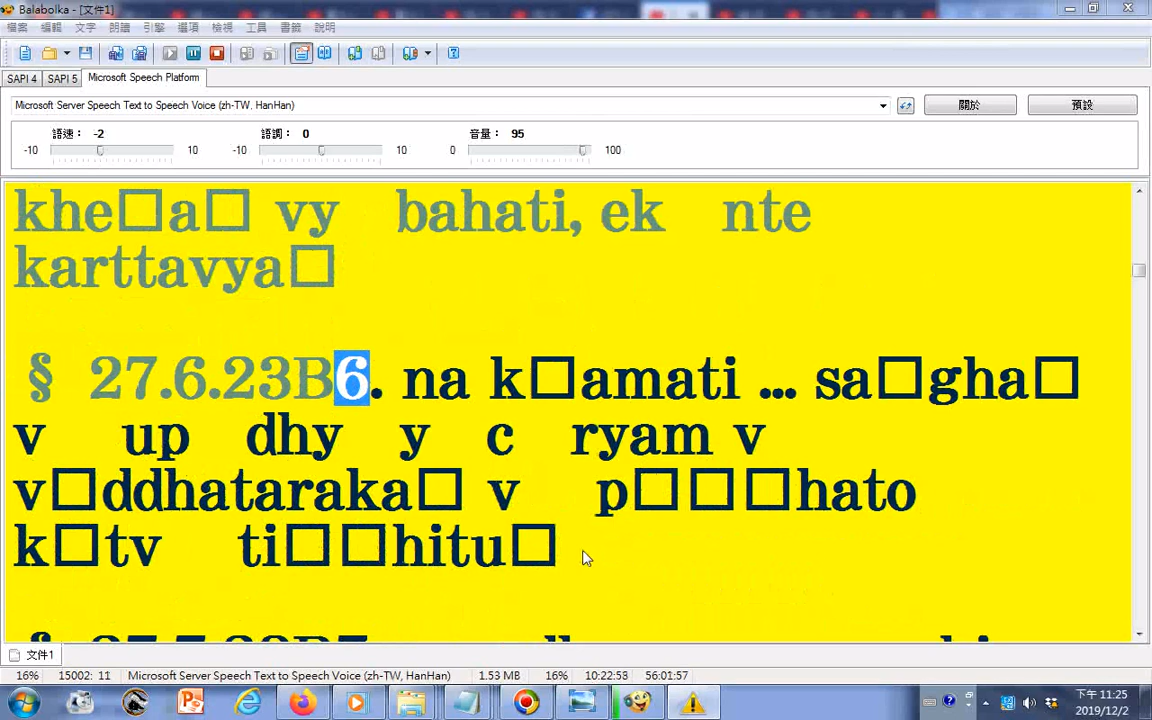 Balabolka - [文件1]
檔案 編輯 文字 朗讀 引擎 選項 檢視 工具 書籤 說明
SAPI 4 SAPI 5 Microsoft Speech Platform
Microsoft Server Speech Text to Speech Voice (zh-TW, HanHan) 關於 預設
語速： -2 語調： 0 音量： 95
-10 10 -10 10 0 100
khe□a□ vy bahati, ek nte
karttavya□
§ 27.6.23B6. na k□amati ... sa□gha□
v up dhy y c ryam v
v□ddhataraka□ v p□□□hato
k□tv ti□□hitu□
文件1
16% 15002: 11 Microsoft Server Speech Text to Speech Voice (zh-TW, HanHan) 1.53 MB 16% 10:22:53 56:01:57
下午 11:25
2019/12/2